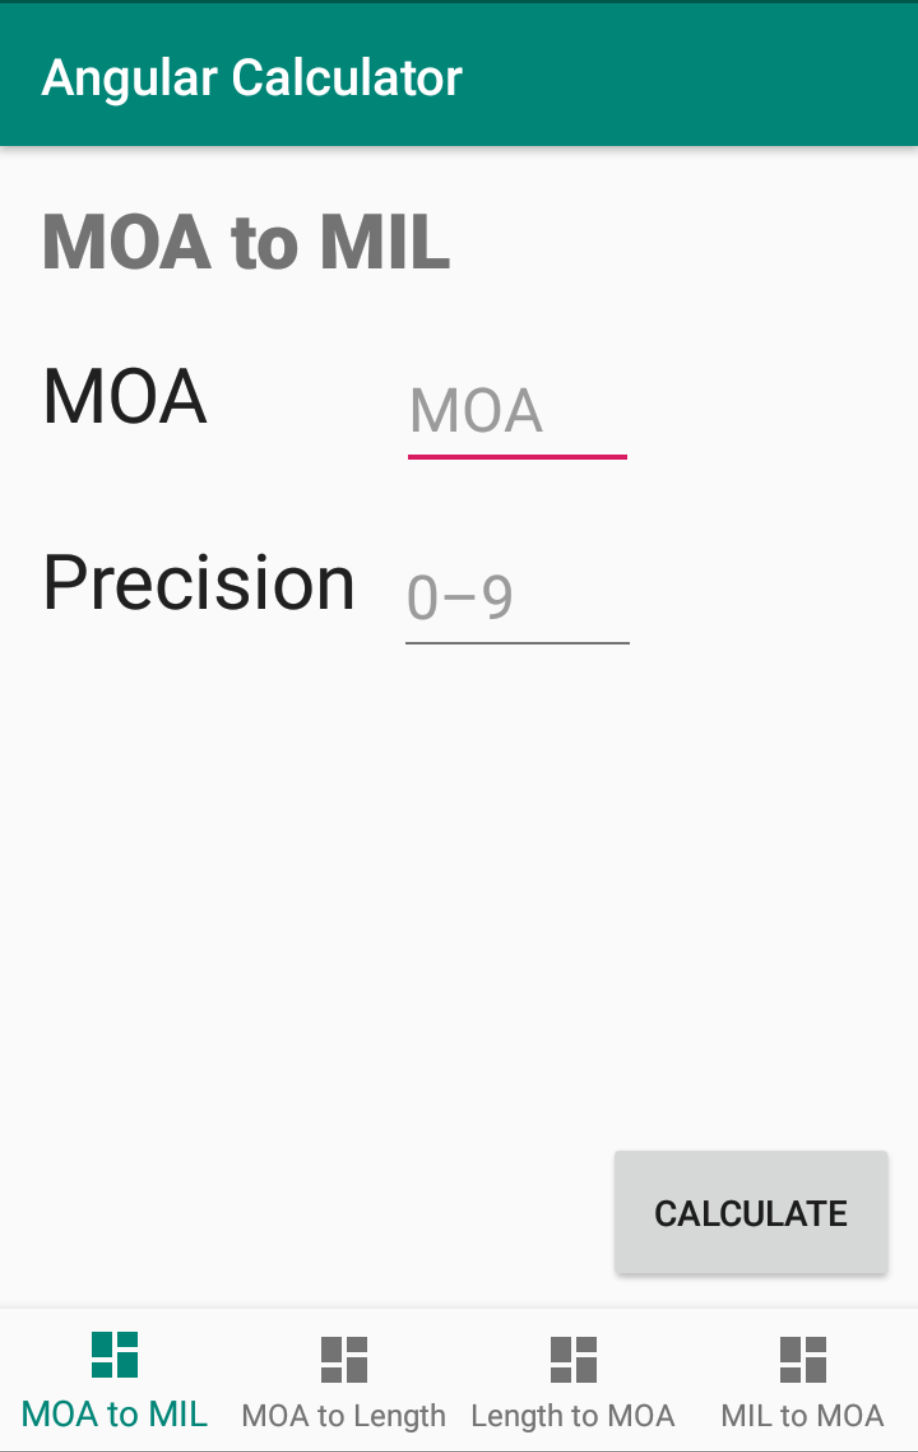 Angular Calculator
MOA to MIL
MOA MOA
Precision 0–9
CALCULATE
MOA to MIL MOA to Length Length to MOA MIL to MOA